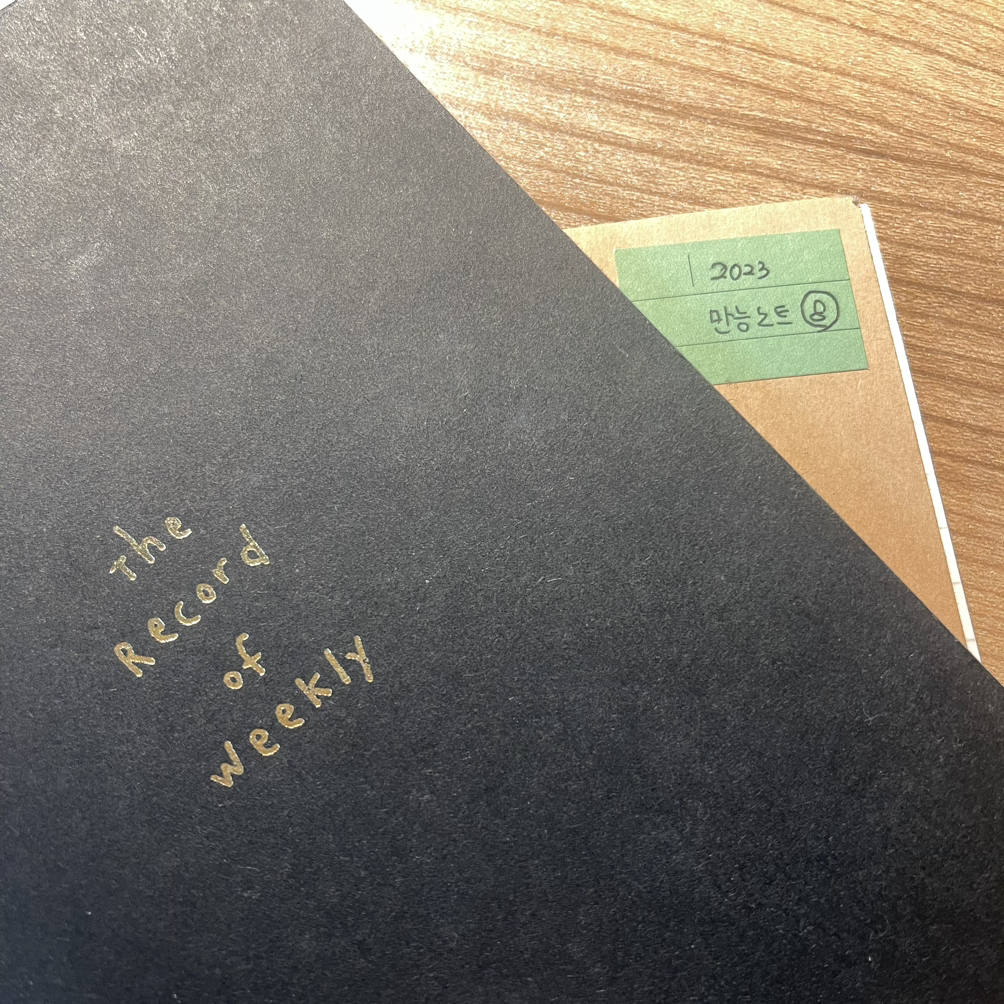 The
Record
of
Weekly
2023
만능노트 ⑧